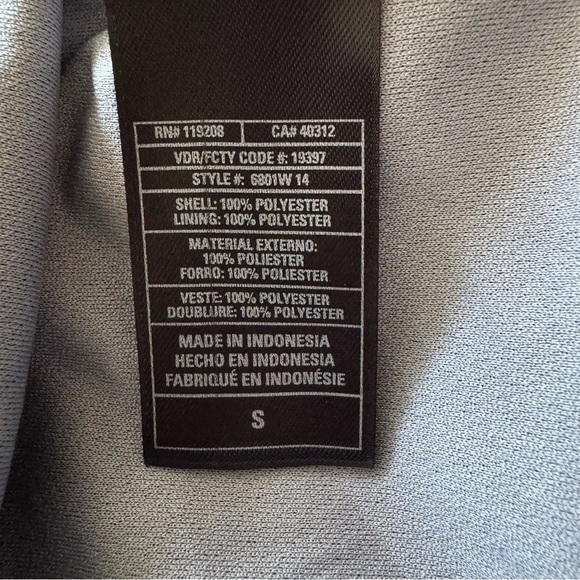 RN# 119208 CA# 40312
VDR/FCTY CODE #: 19397
STYLE #: 6801W 14
SHELL: 100% POLYESTER
LINING: 100% POLYESTER
MATERIAL EXTERNO:
100% POLIESTER
FORRO: 100% POLIESTER
VESTE: 100% POLYESTER
DOUBLURE: 100% POLYESTER
MADE IN INDONESIA
HECHO EN INDONESIA
FABRIQUÉ EN INDONÉSIE
S